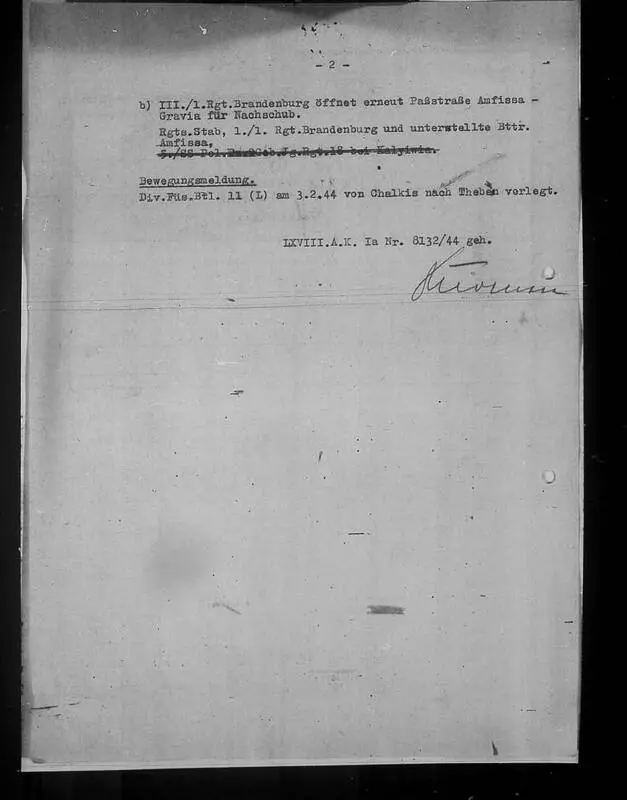 - 2 -
b) III./1.Rgt.Brandenburg öffnet erneut Paßstraße Amfissa -
Gravia für Nachschub.
Rgts.Stab, 1./1. Rgt.Brandenburg und unterstellte Bttr.
Amfissa,
bei Kalyiwia.
Bewegungsmeldung.
Div.Füs.Btl. 11 (L) am 3.2.44 von Chalkis nach Theben verlegt.
LXVIII.A.K. Ia Nr. 8132/44 geh.